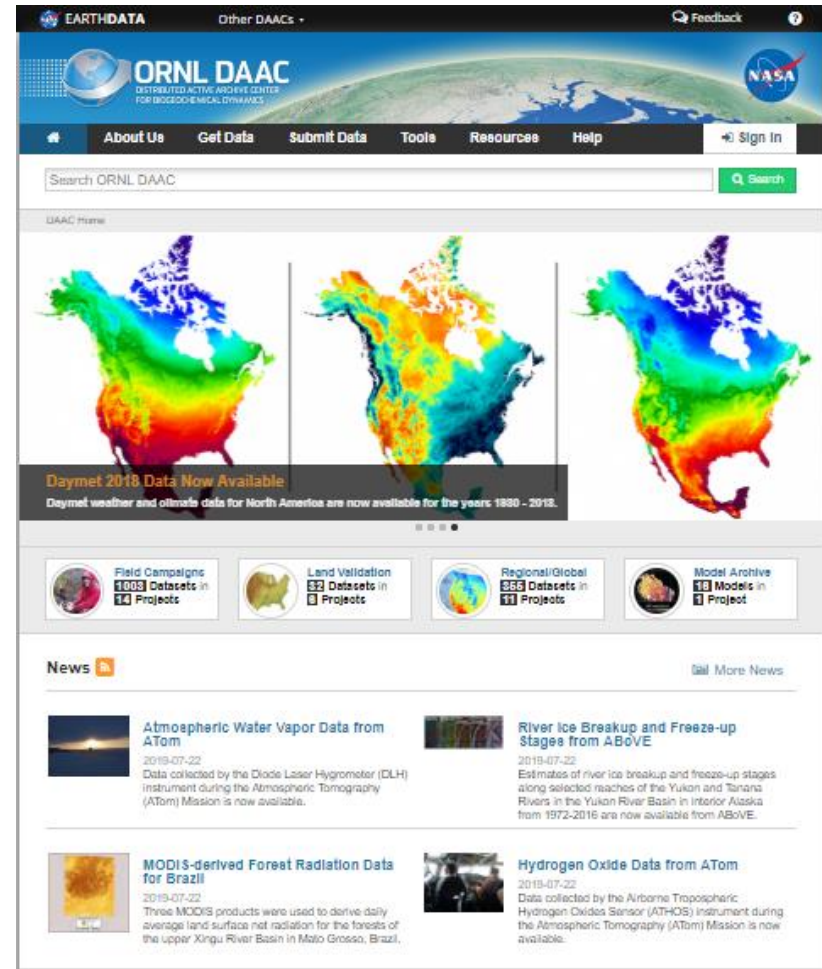 EARTHDATA Other DAACs Feedback ?
ORNL DAAC
DISTRIBUTED ACTIVE ARCHIVE CENTER
FOR BIOGEOCHEMICAL DYNAMICS
NASA
About Us Get Data Submit Data Tools Resources Help Sign In
Search ORNL DAAC Search
DAAC Home
Daymet 2018 Data Now Available
Daymet weather and climate data for North America are now available for the years 1980 - 2018.
Field Campaigns
1003 Datasets in
14 Projects
Land Validation
Datasets in
Projects
Regional/Global
Datasets in
11 Projects
Model Archive
Models in
1 Project
News More News
Atmospheric Water Vapor Data from
ATom
2019-07-22
Data collected by the Diode Laser Hygrometer (DLH)
instrument during the Atmospheric Tomography
(ATom) Mission is now available.
River Ice Breakup and Freeze-up
Stages from ABoVE
2019-07-22
Estimates of river ice breakup and freeze-up stages
along selected reaches of the Yukon and Tanana
Rivers in the Yukon River Basin in interior Alaska
from 1972-2016 are now available from ABoVE.
MODIS-derived Forest Radiation Data
for Brazil
2019-07-22
Three MODIS products were used to derive daily
average land surface net radiation for the forests of
the upper Xingu River Basin in Mato Grosso, Brazil.
Hydrogen Oxide Data from ATom
2019-07-22
Data collected by the Airborne Tropospheric
Hydrogen Oxides Sensor (ATHOS) instrument during
the Atmospheric Tomography (ATom) Mission is now
available.